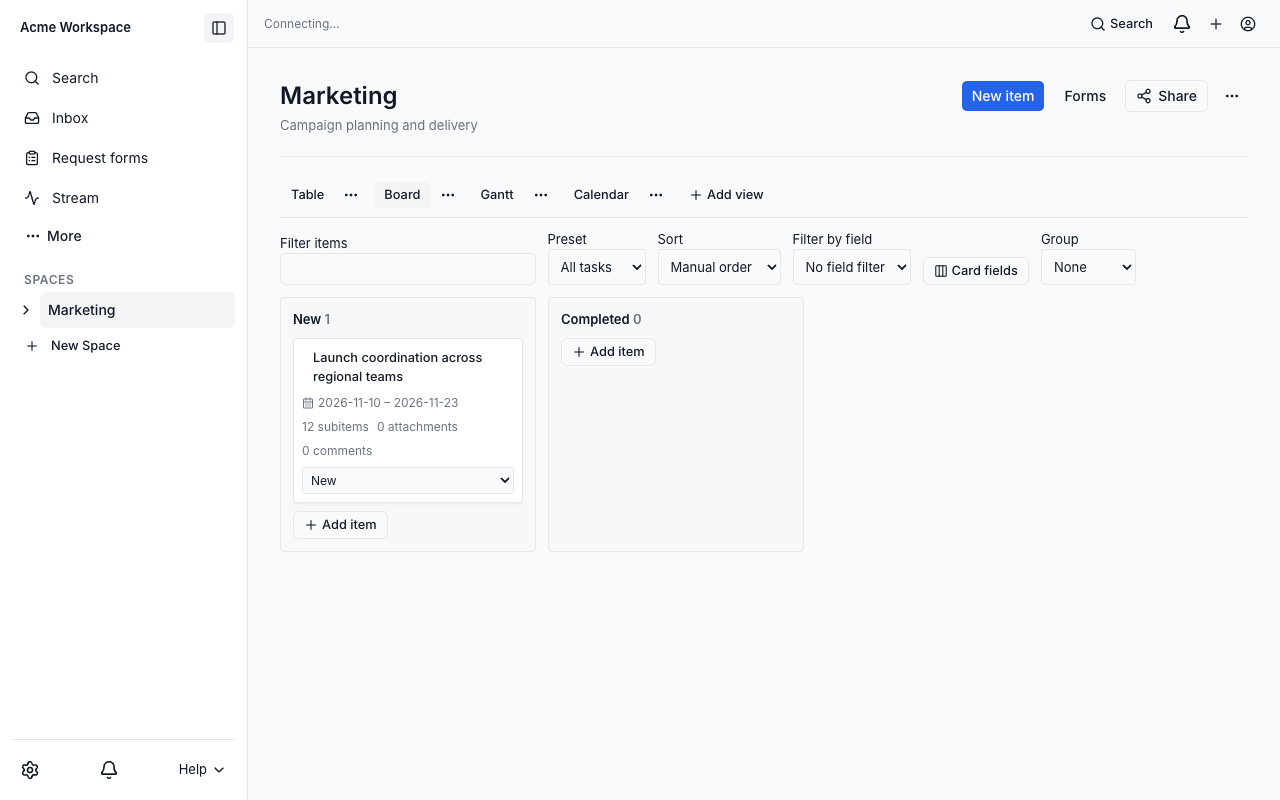 Acme Workspace
Search
Inbox
Request forms
Stream
More
SPACES
Marketing
New Space
Help
Connecting...
Search
Marketing
Campaign planning and delivery
New item
Forms
Share
Table
Board
Gantt
Calendar
Add view
Filter items
Preset
All tasks
Sort
Manual order
Filter by field
No field filter
Card fields
Group
None
New 1
Launch coordination across
regional teams
2026-11-10 – 2026-11-23
12 subitems 0 attachments
0 comments
New
Add item
Completed 0
Add item